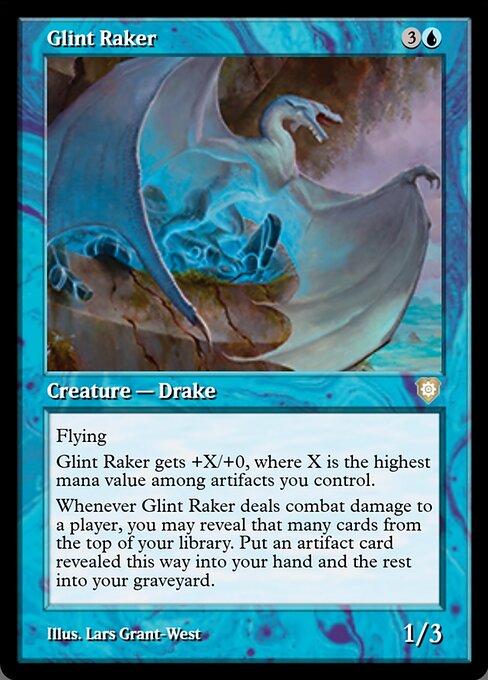 Glint Raker 3
Creature — Drake
Flying
Glint Raker gets +X/+0, where X is the highest
mana value among artifacts you control.
Whenever Glint Raker deals combat damage to
a player, you may reveal that many cards from
the top of your library. Put an artifact card
revealed this way into your hand and the rest
into your graveyard.
Illus. Lars Grant-West 1/3